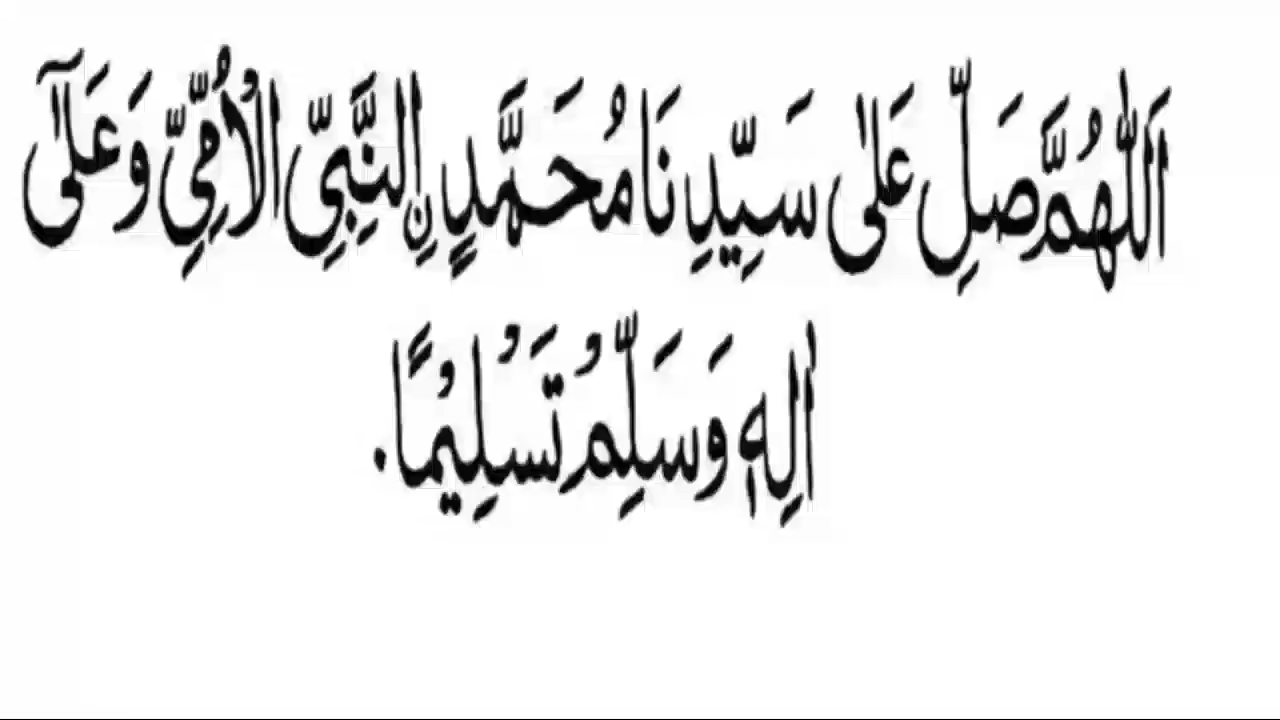 اَللّٰهُمَّ صَلِّ عَلٰى سَيِّدِنَا مُحَمَّدٍ نِ النَّبِيِّ الْاُمِّيِّ وَعَلٰٓى
اٰلِهٖ وَسَلِّمْ تَسْلِيْمًا.